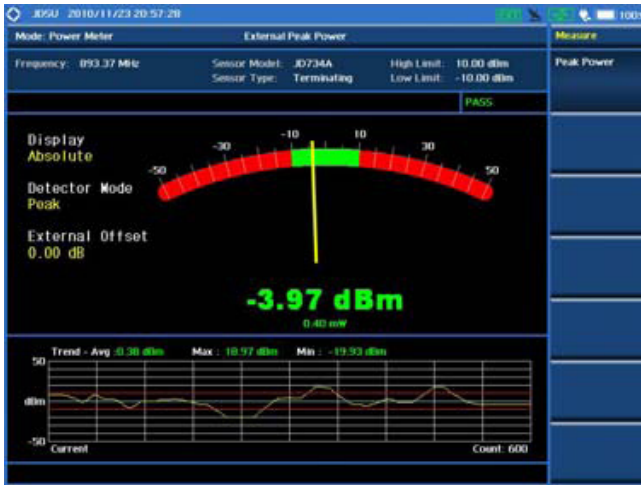 JDSU 2010/11/23 20:57:28
100%
Mode: Power Meter External Peak Power
Measure
Frequency: 893.37 MHz Sensor Model: JD734A High Limit: 10.00 dBm
Sensor Type: Terminating Low Limit: -10.00 dBm
Peak Power
PASS
Display
Absolute
Detector Mode
Peak
External Offset
0.00 dB
-50 -30 -10 10 30 50
-3.97 dBm
0.40 mW
Trend - Avg :0.38 dBm Max : 18.97 dBm Min : -19.93 dBm
50
dBm
-50
Current Count: 600